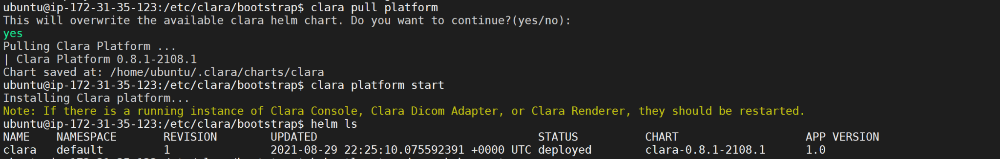 ubuntu@ip-172-31-35-123:/etc/clara/bootstrap$ clara pull platform
This will overwrite the available clara helm chart. Do you want to continue?(yes/no):
yes
Pulling Clara Platform ...
| Clara Platform 0.8.1-2108.1
Chart saved at: /home/ubuntu/.clara/charts/clara
ubuntu@ip-172-31-35-123:/etc/clara/bootstrap$ clara platform start
Installing Clara platform...
Note: If there is a running instance of Clara Console, Clara Dicom Adapter, or Clara Renderer, they should be restarted.
ubuntu@ip-172-31-35-123:/etc/clara/bootstrap$ helm ls
NAME NAMESPACE REVISION UPDATED STATUS CHART APP VERSION
clara default 1 2021-08-29 22:25:10.075592391 +0000 UTC deployed clara-0.8.1-2108.1 1.0